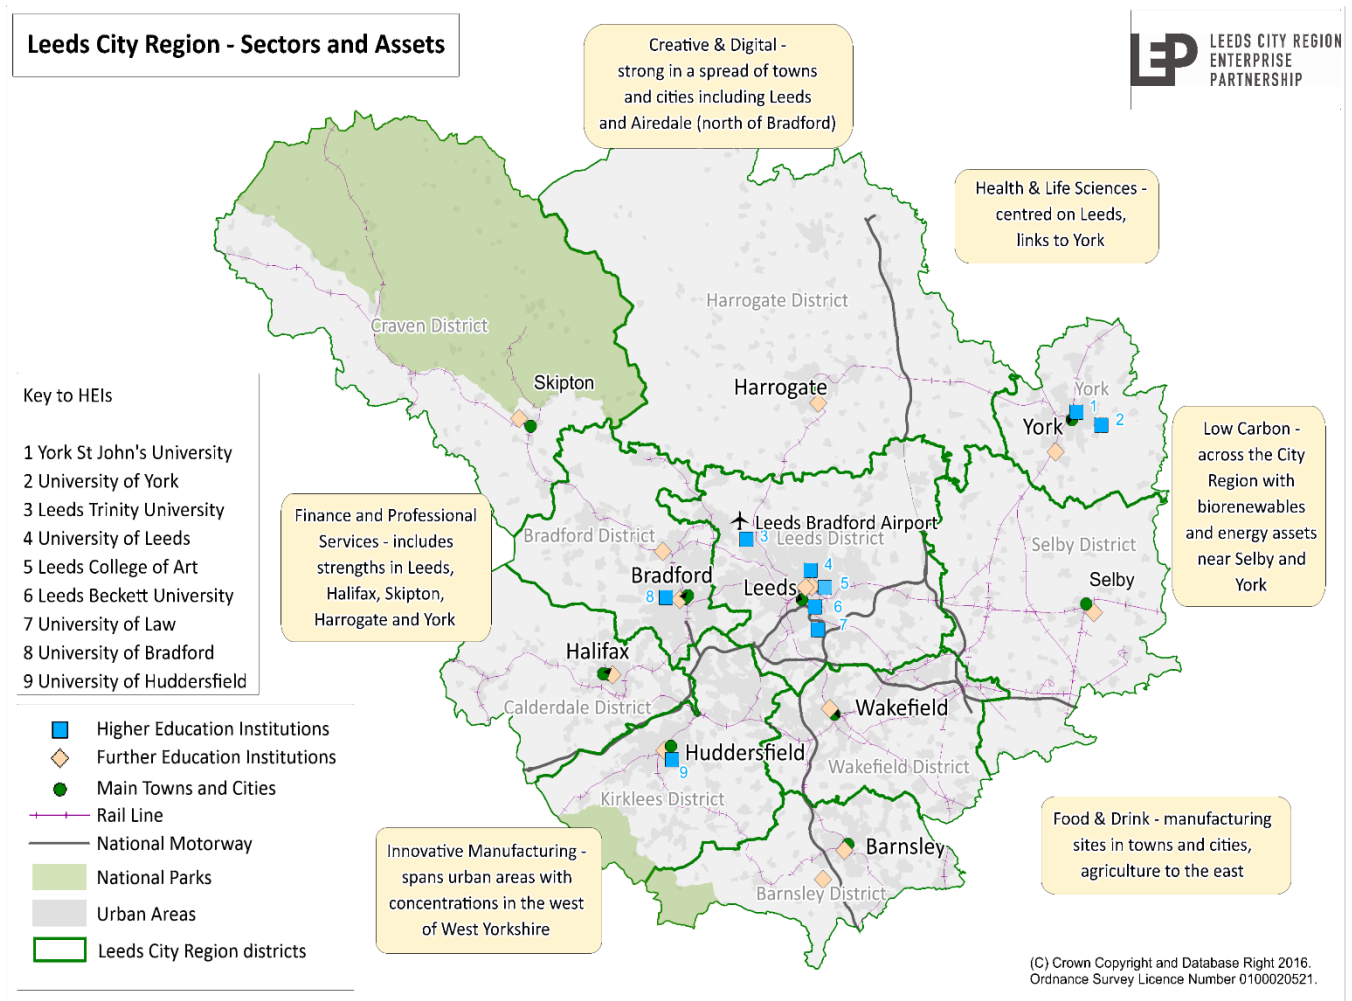 Leeds City Region - Sectors and Assets
LEP
LEEDS CITY REGION
ENTERPRISE
PARTNERSHIP
Creative & Digital -
strong in a spread of towns
and cities including Leeds
and Airedale (north of Bradford)
Health & Life Sciences -
centred on Leeds,
links to York
Harrogate District
Craven District
Skipton
Harrogate
York
York
1
2
Key to HEIs
1 York St John's University
2 University of York
3 Leeds Trinity University
4 University of Leeds
5 Leeds College of Art
6 Leeds Beckett University
7 University of Law
8 University of Bradford
9 University of Huddersfield
Low Carbon -
across the City
Region with
biorenewables
and energy assets
near Selby and
York
Finance and Professional
Services - includes
strengths in Leeds,
Halifax, Skipton,
Harrogate and York
Bradford District
Leeds Bradford Airport
3
Leeds District
Selby District
Bradford
8
Leeds
4
5
6
7
Selby
Halifax
Calderdale District
Wakefield
Huddersfield
9
Wakefield District
Kirklees District
Barnsley
Barnsley District
Higher Education Institutions
Further Education Institutions
Main Towns and Cities
Rail Line
National Motorway
National Parks
Urban Areas
Leeds City Region districts
Innovative Manufacturing -
spans urban areas with
concentrations in the west
of West Yorkshire
Food & Drink - manufacturing
sites in towns and cities,
agriculture to the east
(C) Crown Copyright and Database Right 2016.
Ordnance Survey Licence Number 0100020521.